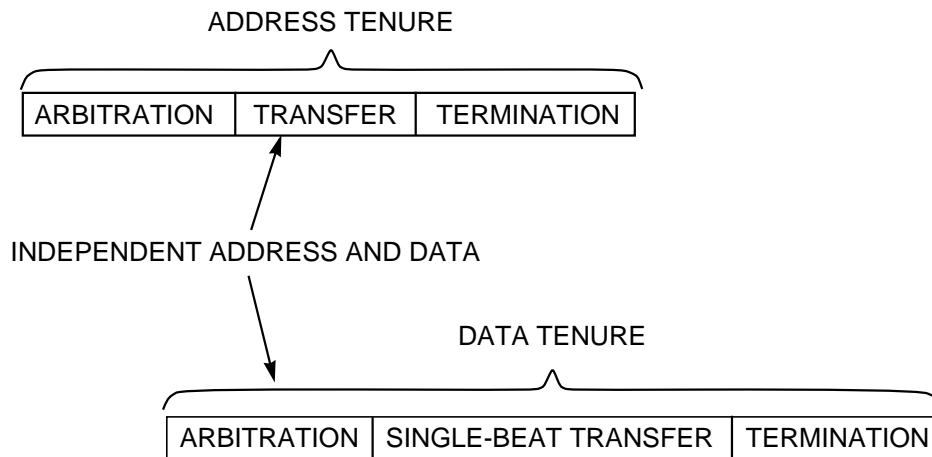 ADDRESS TENURE
ARBITRATION TRANSFER TERMINATION
INDEPENDENT ADDRESS AND DATA
DATA TENURE
ARBITRATION SINGLE-BEAT TRANSFER TERMINATION